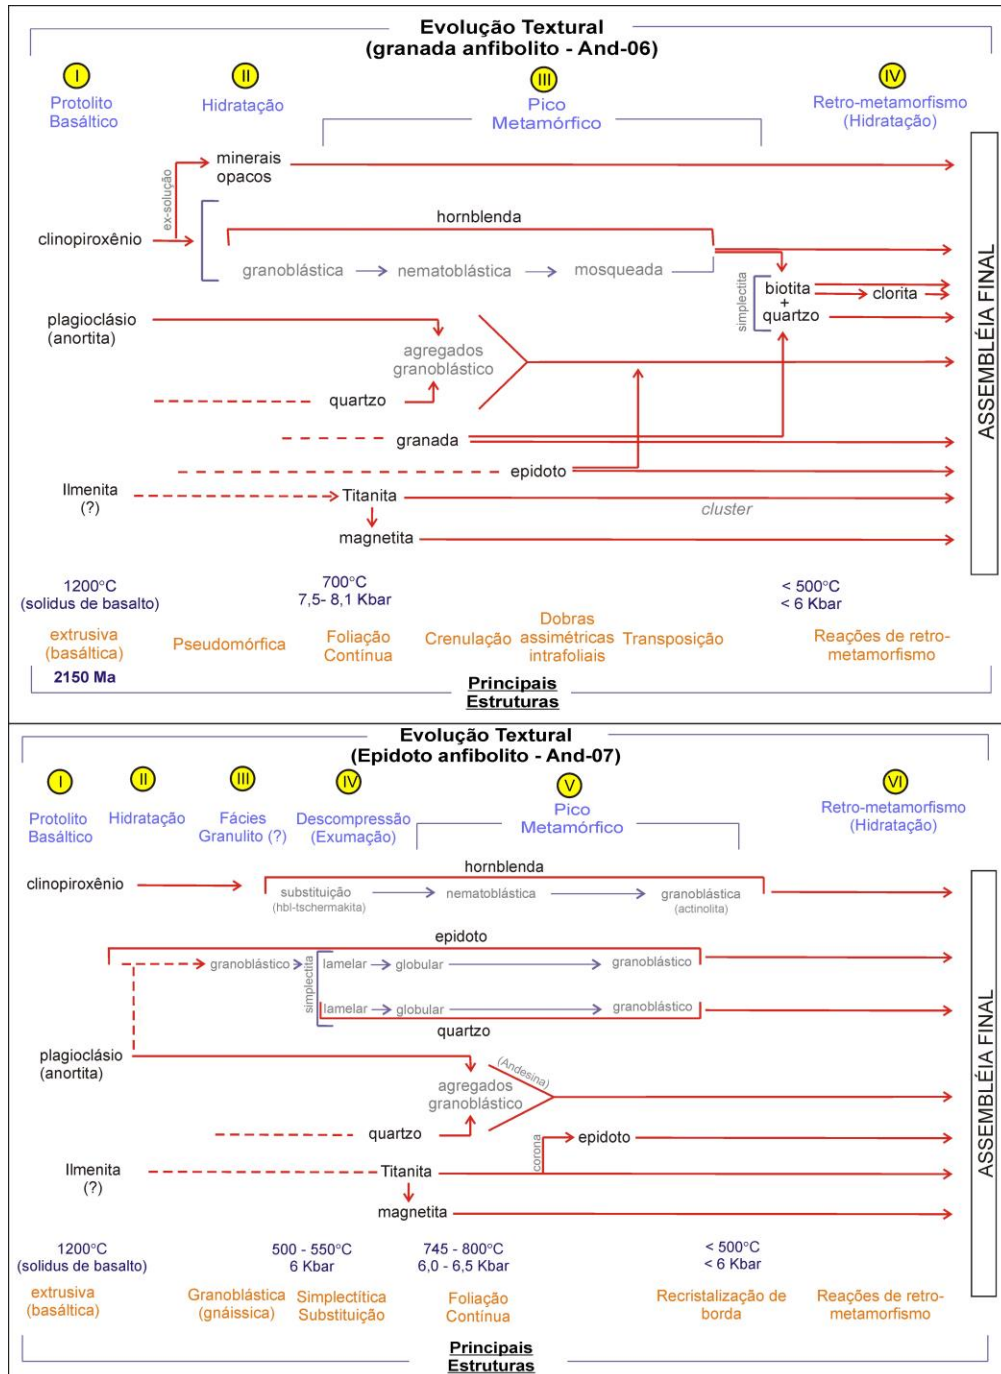 Evolução Textural
(granada anfibolito - And-06)
I
II
III
IV
Protolito
Basáltico
Hidratação
Pico
Metamórfico
Retro-metamorfismo
(Hidratação)
minerais
opacos
ex-solução
hornblenda
clinopiroxênio
granoblástica
nematoblástica
mosqueada
simplectita
biotita
+
quartzo
clorita
plagioclásio
(anortita)
agregados
granoblástico
quartzo
granada
epidoto
Ilmenita
(?)
Titanita
cluster
magnetita
ASSEMBLÉIA FINAL
1200°C
(solidus de basalto)
700°C
7,5- 8,1 Kbar
< 500°C
< 6 Kbar
extrusiva
(basáltica)
Pseudomórfica
Foliação
Contínua
Crenulação
Dobras
assimétricas
intrafoliais
Transposição
Reações de retro-
metamorfismo
2150 Ma
Principais
Estruturas
Evolução Textural
(Epidoto anfibolito - And-07)
I
II
III
IV
V
VI
Protolito
Basáltico
Hidratação
Fácies
Granulito (?)
Descompressão
(Exumação)
Pico
Metamórfico
Retro-metamorfismo
(Hidratação)
hornblenda
clinopiroxênio
substituição
(hbl-tschermakita)
nematoblástica
granoblástica
(actinolita)
epidoto
granoblástico
simplectita
lamelar
globular
granoblástico
lamelar
globular
granoblástico
quartzo
plagioclásio
(anortita)
(Andesina)
agregados
granoblástico
quartzo
corona
epidoto
Ilmenita
(?)
Titanita
magnetita
ASSEMBLÉIA FINAL
1200°C
(solidus de basalto)
500 - 550°C
6 Kbar
745 - 800°C
6,0 - 6,5 Kbar
< 500°C
< 6 Kbar
extrusiva
(basáltica)
Granoblástica
(gnáissica)
Simplectítica
Substituição
Foliação
Contínua
Recristalização de
borda
Reações de retro-
metamorfismo
Principais
Estruturas